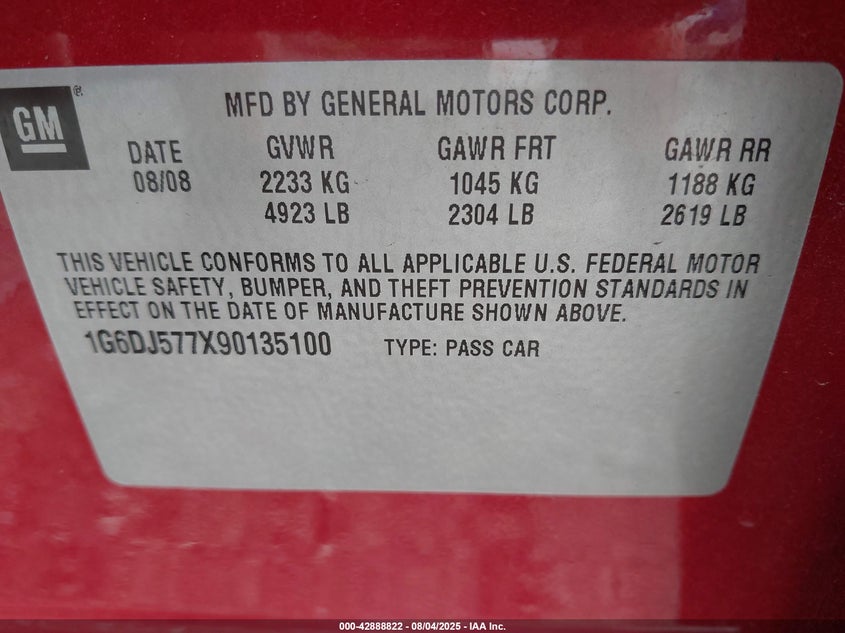 GM ®
MFD BY GENERAL MOTORS CORP.
DATE GVWR GAWR FRT GAWR RR
08/08 2233 KG 1045 KG 1188 KG
4923 LB 2304 LB 2619 LB
THIS VEHICLE CONFORMS TO ALL APPLICABLE U.S. FEDERAL MOTOR
VEHICLE SAFETY, BUMPER, AND THEFT PREVENTION STANDARDS IN
EFFECT ON THE DATE OF MANUFACTURE SHOWN ABOVE.
1G6DJ577X90135100 TYPE: PASS CAR
000-42888822 - 08/04/2025 - IAA Inc.